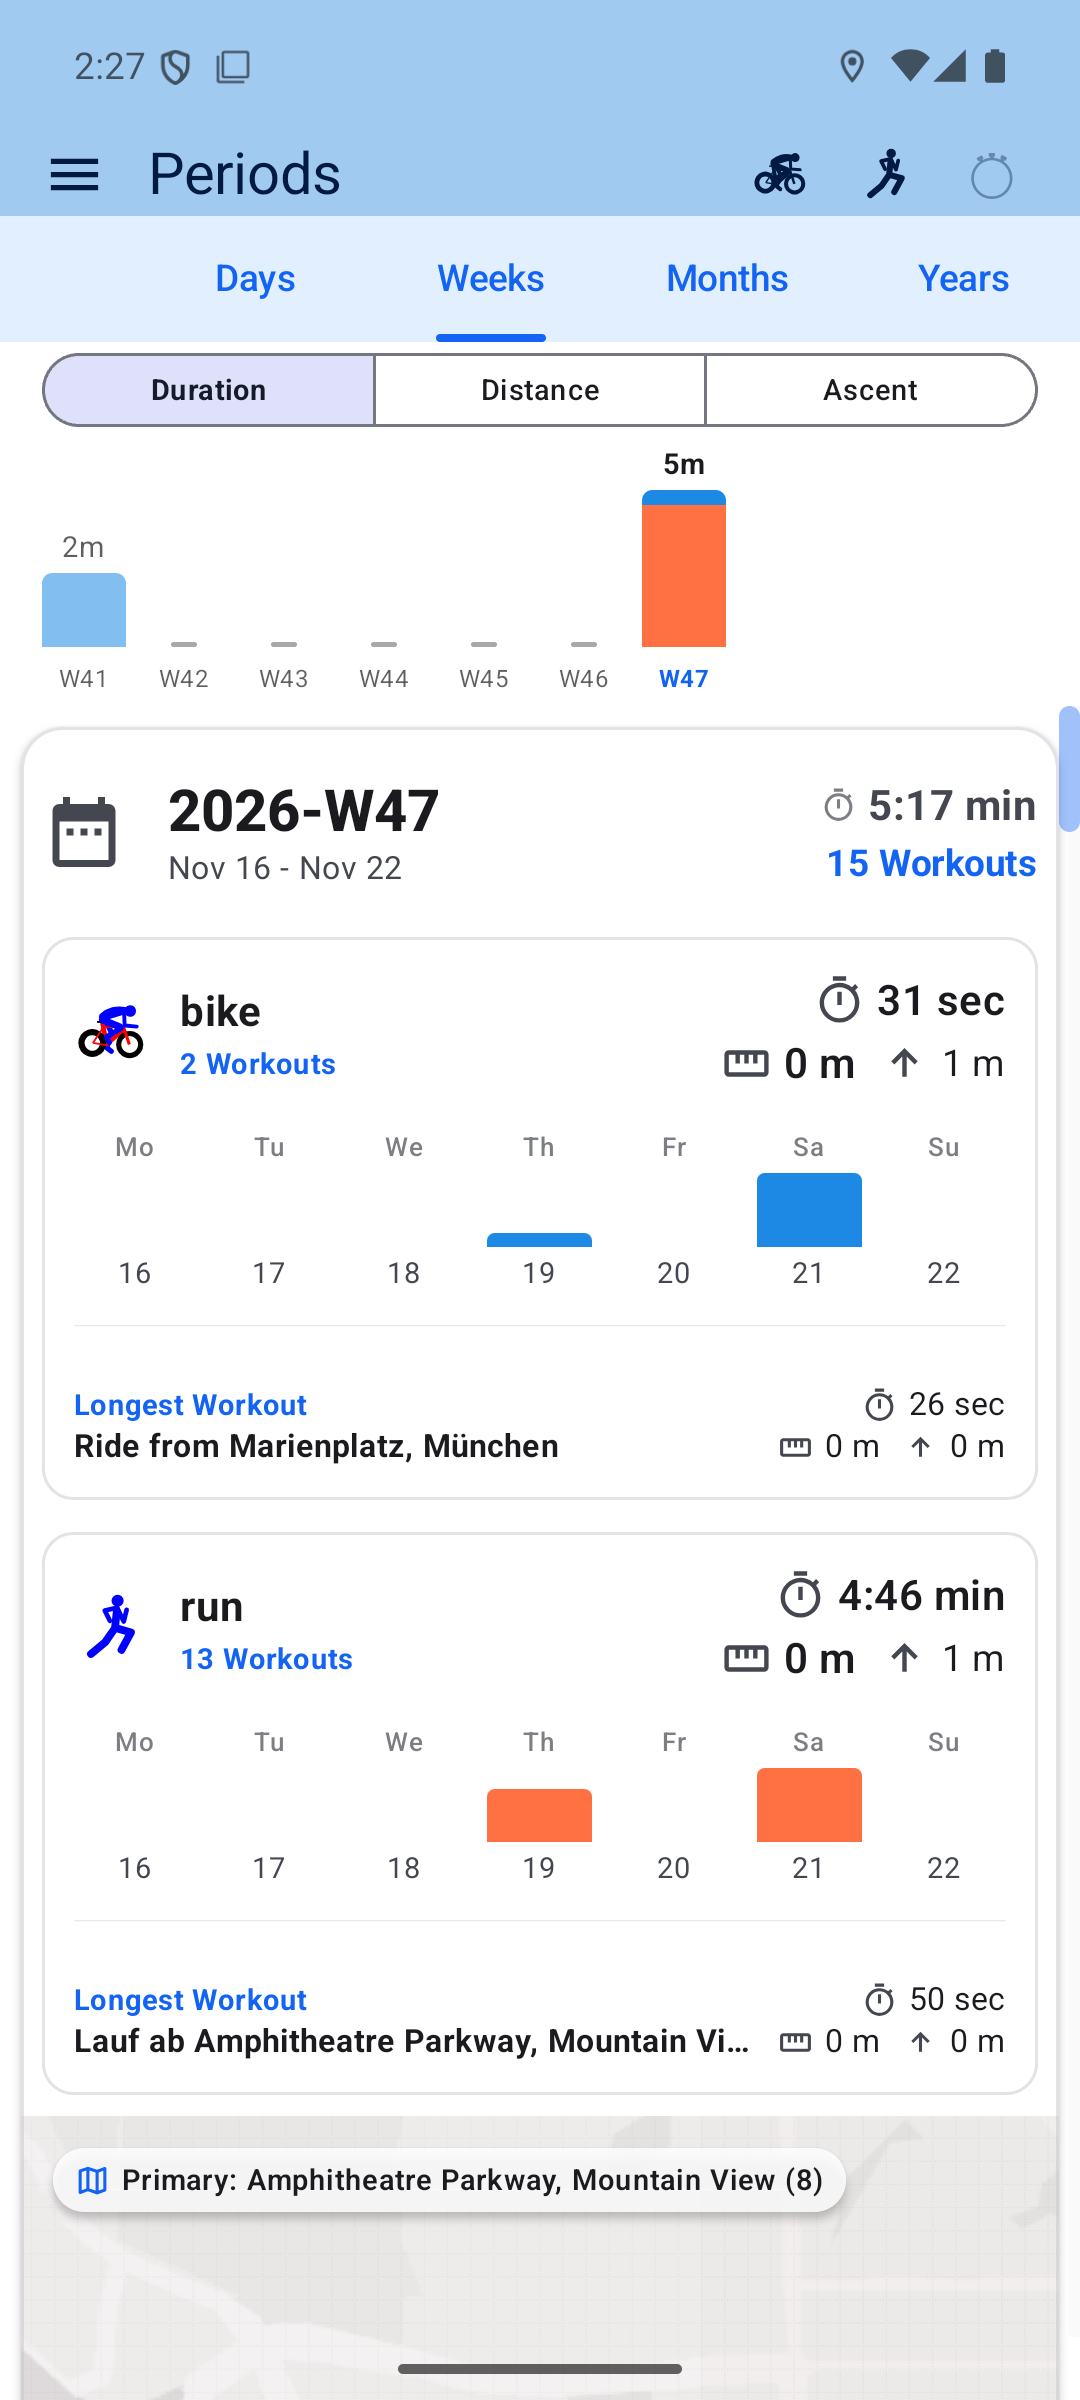 2:27
Periods
Days Weeks Months Years
Duration Distance Ascent
5m
2m
W41 W42 W43 W44 W45 W46 W47
2026-W47
5:17 min
Nov 16 - Nov 22
15 Workouts
bike
31 sec
2 Workouts
0 m 1 m
Mo Tu We Th Fr Sa Su
16 17 18 19 20 21 22
Longest Workout
26 sec
Ride from Marienplatz, München
0 m 0 m
run
4:46 min
13 Workouts
0 m 1 m
Mo Tu We Th Fr Sa Su
16 17 18 19 20 21 22
Longest Workout
50 sec
Lauf ab Amphitheatre Parkway, Mountain Vi...
0 m 0 m
Primary: Amphitheatre Parkway, Mountain View (8)